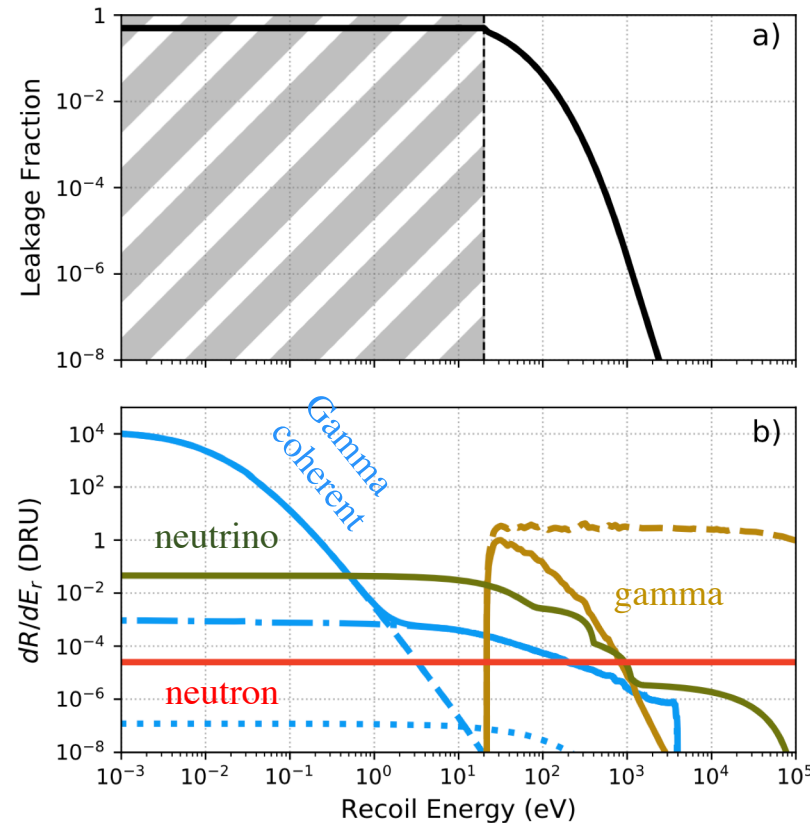 a)
1
10⁻²
10⁻⁴
10⁻⁶
10⁻⁸
Leakage Fraction
b)
Gamma
coherent
neutrino
gamma
neutron
10⁴
10²
1
10⁻²
10⁻⁴
10⁻⁶
10⁻⁸
dR/dEᵣ (DRU)
10⁻³ 10⁻² 10⁻¹ 10⁰ 10¹ 10² 10³ 10⁴ 10⁵
Recoil Energy (eV)